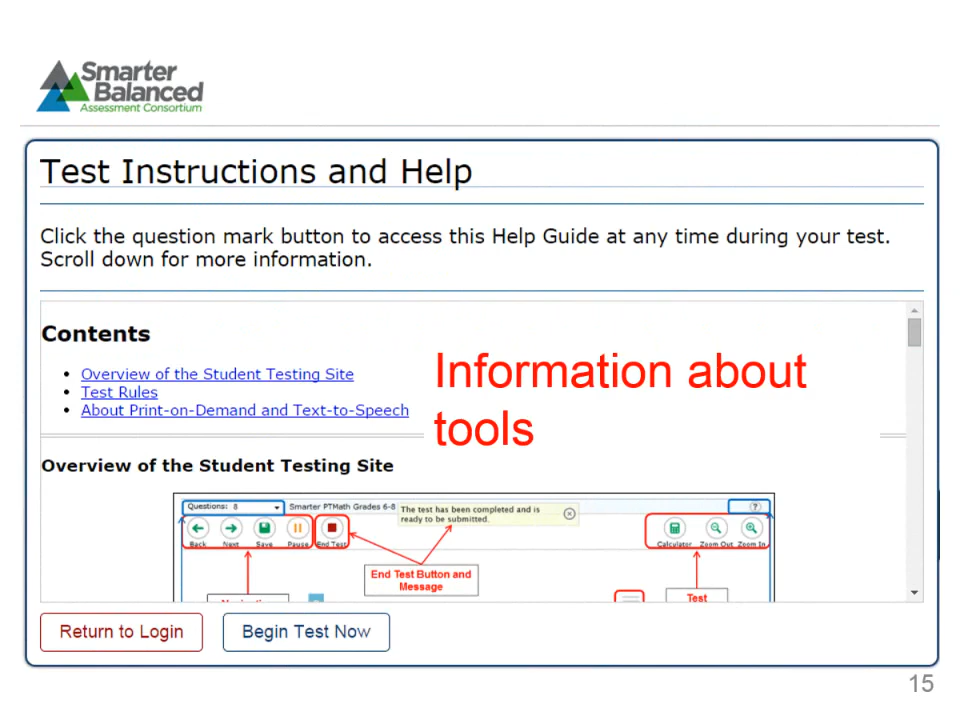 Smarter
Balanced
Assessment Consortium
Test Instructions and Help
Click the question mark button to access this Help Guide at any time during your test.
Scroll down for more information.
Contents
Information about
tools
• Overview of the Student Testing Site
• Test Rules
• About Print-on-Demand and Text-to-Speech
Overview of the Student Testing Site
Questions: 8 Smarter PTMath Grades 6-8 The test has been completed and is
ready to be submitted.
?
Back Next Save Pause End Test Calculator Zoom Out Zoom In
End Test Button and
Message
Test
Return to Login Begin Test Now
15